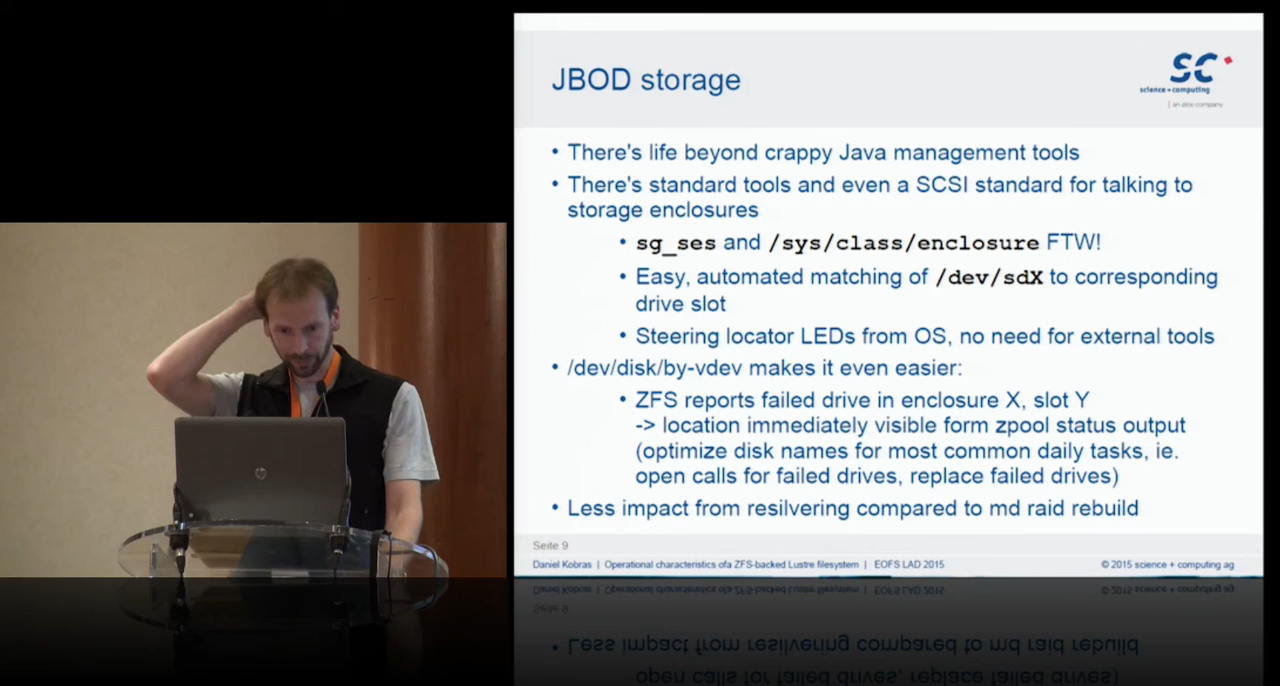 JBOD storage
SC
science + computing
| an atos company
• There's life beyond crappy Java management tools
• There's standard tools and even a SCSI standard for talking to
storage enclosures
• sg_ses and /sys/class/enclosure FTW!
• Easy, automated matching of /dev/sdX to corresponding
drive slot
• Steering locator LEDs from OS, no need for external tools
• /dev/disk/by-vdev makes it even easier:
• ZFS reports failed drive in enclosure X, slot Y
-> location immediately visible form zpool status output
(optimize disk names for most common daily tasks, ie.
open calls for failed drives, replace failed drives)
• Less impact from resilvering compared to md raid rebuild
Seite 9
Daniel Kobras | Operational characteristics ofa ZFS-backed Lustre filesystem | EOFS LAD 2015
© 2015 science + computing ag
hp